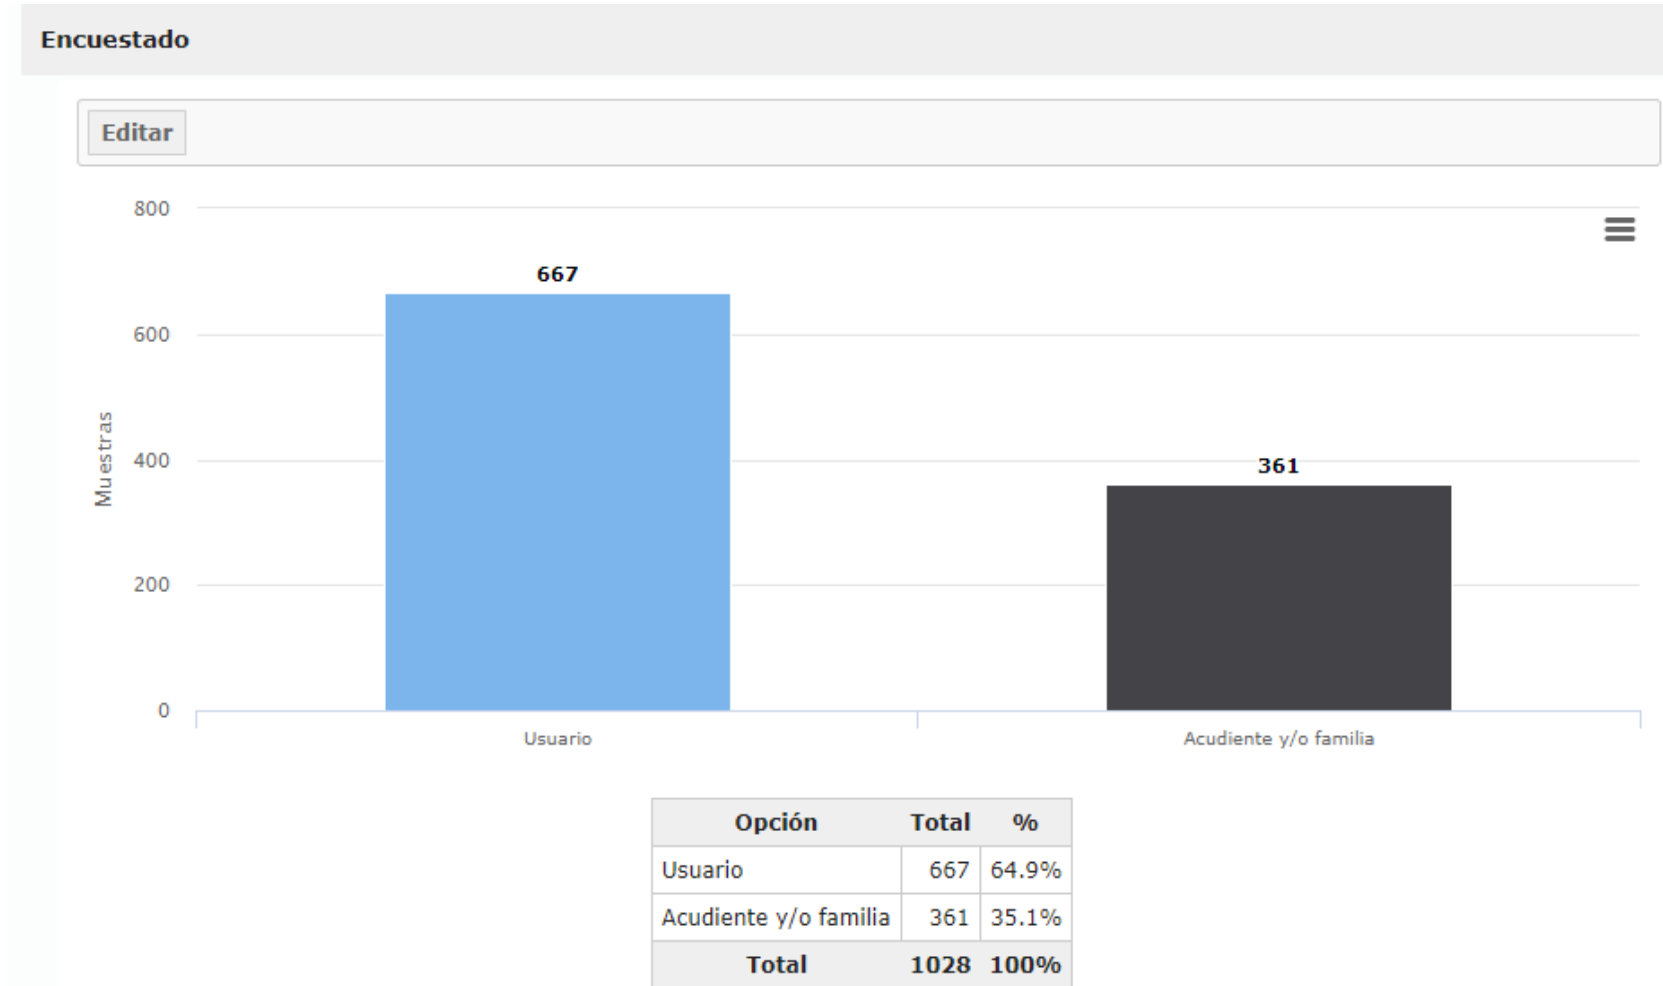 Encuestado
Editar
800
667
600
Muestras
400
361
200
0
Usuario
Acudiente y/o familia
Opción Total %
Usuario 667 64.9%
Acudiente y/o familia 361 35.1%
Total 1028 100%